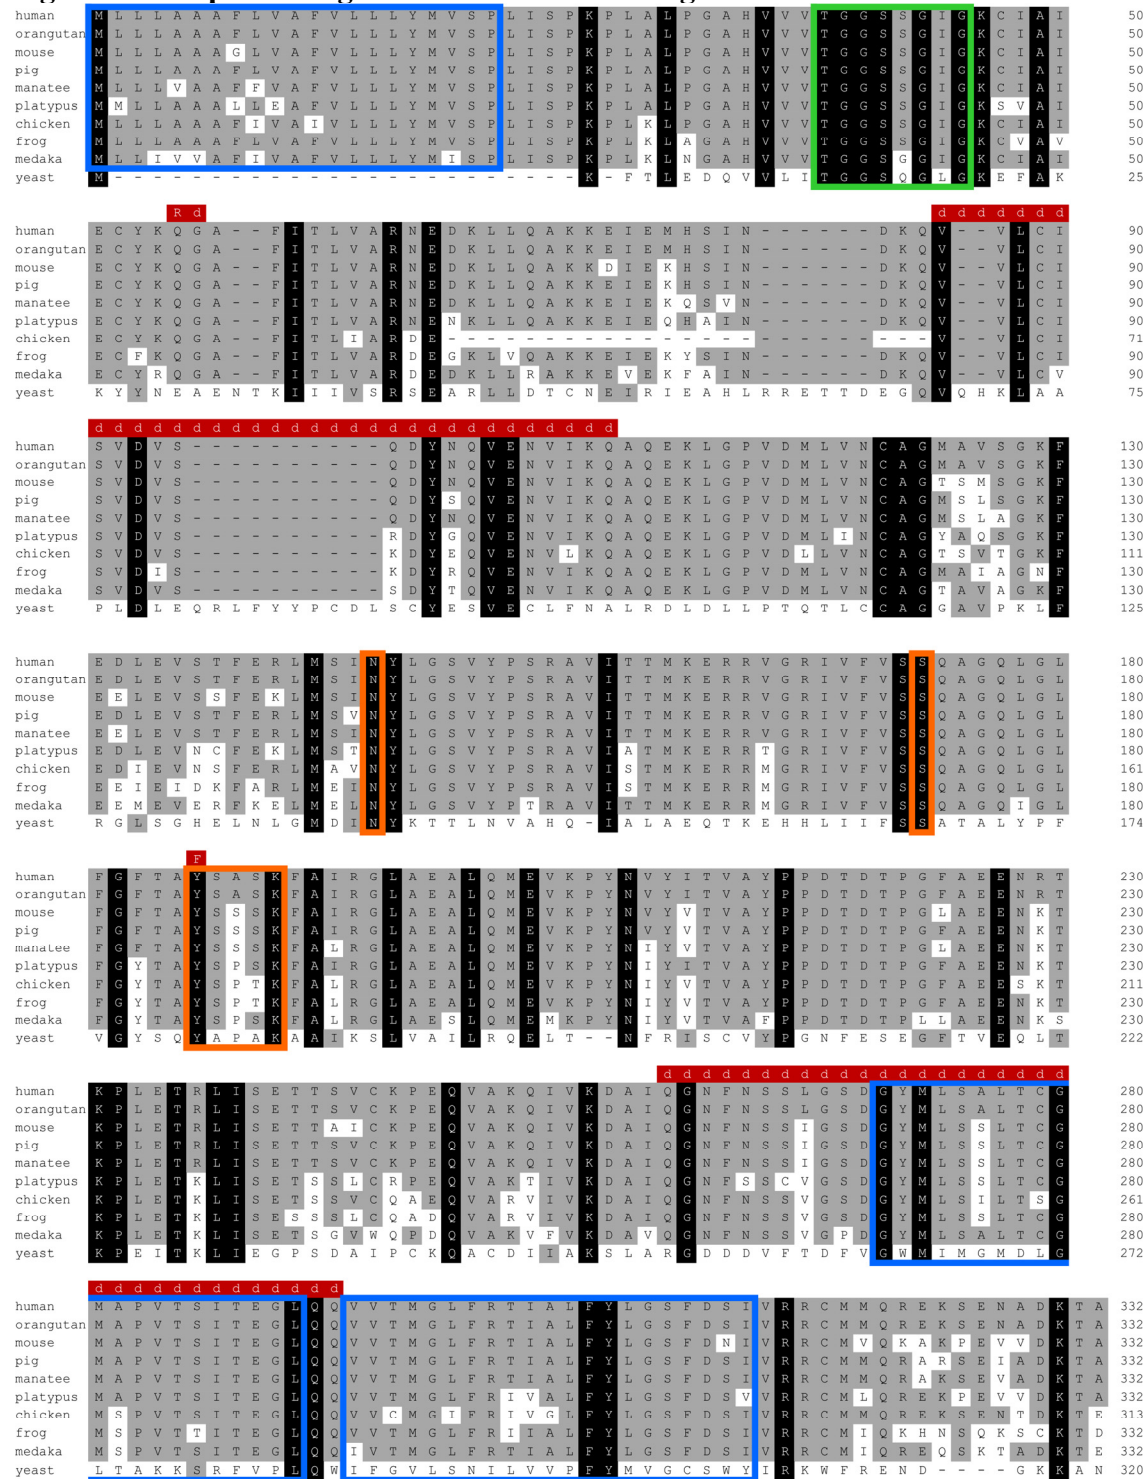 human M L L L A A A F L V A F V L L L Y M V S P L I S P K P L A L P G A H V V V T G G S S G I G K C I A I 50
orangutan M L L L A A A F L V A F V L L L Y M V S P L I S P K P L A L P G A H V V V T G G S S G I G K C I A I 50
mouse M L L L A A A G L V A F V L L L Y M V S P L I S P K P L A L P G A H V V V T G G S S G I G K C I A I 50
pig M L L L A A A F L V A F V L L L Y M V S P L I S P K P L A L P G A H V V V T G G S S G I G K C I A I 50
manatee M L L L V A A F F V A F V L L L Y M V S P L I S P K P L A L P G A H V V V T G G S S G I G K C I A I 50
platypus M M L L A A A L L E A F V L L L Y M V S P L I S P K P L A L P G A H V V V T G G S S G I G K S V A I 50
chicken M L L L A A A F I V A I V L L L Y M V S P L I S P K P L K L P G A H V V V T G G S S G I G K C I A I 50
frog M L L L A A A F L V A F V L L L Y M V S P L I S P K P L K L A G A H V V V T G G S S G I G K C V A V 50
medaka M L L I V V A F I V A F V L L L Y M I S P L I S P K P L K L N G A H V V V T G G S G G I G K C I A I 50
yeast M - - - - - - - - - - - - - - - - - - - - - - - - K - F T L E D Q V V L I T G G S Q G L G K E F A K 25
R d d d d d d d d
human E C Y K Q G A - - F I T L V A R N E D K L L Q A K K E I E M H S I N - - - - - - D K Q V - - V L C I 90
orangutan E C Y K Q G A - - F I T L V A R N E D K L L Q A K K E I E M H S I N - - - - - - D K Q V - - V L C I 90
mouse E C Y K Q G A - - F I T L V A R N E D K L L Q A K K D I E K H S I N - - - - - - D K Q V - - V L C I 90
pig E C Y K Q G A - - F I T L V A R N E D K L L Q A K K E I E K H S I N - - - - - - D K Q V - - V L C I 90
manatee E C Y K Q G A - - F I T L V A R N E D K L L Q A K K E I E K Q S V N - - - - - - D K Q V - - V L C I 90
platypus E C Y K Q G A - - F I T L V A R N E N K L L Q A K K E I E Q H A I N - - - - - - D K Q V - - V L C I 90
chicken E C Y K Q G A - - F I T L I A R D E - - - - - - - - - - - - - - - - - - - - - - - - - V - - V L C I 71
frog E C F K Q G A - - F I T L V A R D E G K L V Q A K K E I E K Y S I N - - - - - - D K Q V - - V L C I 90
medaka E C Y R Q G A - - F I T L V A R D E D K L L R A K K E V E K F A I N - - - - - - D K Q V - - V L C V 90
yeast K Y Y N E A E N T K I I I V S R S E A R L L D T C N E I R I E A H L R R E T T D E G Q V Q H K L A A 75
d d d d d d d d d d d d d d d d d d d d d d d d d d d
human S V D V S - - - - - - - - - - Q D Y N Q V E N V I K Q A Q E K L G P V D M L V N C A G M A V S G K F 130
orangutan S V D V S - - - - - - - - - - Q D Y N Q V E N V I K Q A Q E K L G P V D M L V N C A G M A V S G K F 130
mouse S V D V S - - - - - - - - - - Q D Y N Q V E N V I K Q A Q E K L G P V D M L V N C A G T S M S G K F 130
pig S V D V S - - - - - - - - - - Q D Y S Q V E N V I K Q A Q E K L G P V D M L V N C A G M S L S G K F 130
manatee S V D V S - - - - - - - - - - Q D Y N Q V E N V I K Q A Q E K L G P V D M L V N C A G M S L A G K F 130
platypus S V D V S - - - - - - - - - - R D Y G Q V E N V I K Q A Q E K L G P V D M L I N C A G Y A Q S G K F 130
chicken S V D V S - - - - - - - - - - K D Y E Q V E N V L K Q A Q E K L G P V D L L V N C A G T S V T G K F 111
frog S V D I S - - - - - - - - - - K D Y R Q V E N V I K Q A Q E K L G P V D M L V N C A G M A I A G N F 130
medaka S V D V S - - - - - - - - - - S D Y T Q V E N V I K Q A Q E K L G P V D M L V N C A G T A V A G K F 130
yeast P L D L E Q R L F Y Y P C D L S C Y E S V E C L F N A L R D L D L L P T Q T L C C A G G A V P K L F 125
human E D L E V S T F E R L M S I N Y L G S V Y P S R A V I T T M K E R R V G R I V F V S S Q A G Q L G L 180
orangutan E D L E V S T F E R L M S I N Y L G S V Y P S R A V I T T M K E R R V G R I V F V S S Q A G Q L G L 180
mouse E E L E V S S F E K L M S I N Y L G S V Y P S R A V I T T M K E R R V G R I V F V S S Q A G Q L G L 180
pig E D L E V S T F E R L M S V N Y L G S V Y P S R A V I T T M K E R R V G R I V F V S S Q A G Q L G L 180
manatee E E L E V S T F E R L M S I N Y L G S V Y P S R A V I T T M K E R R V G R I V F V S S Q A G Q L G L 180
platypus E D L E V N C F E K L M S T N Y L G S V Y P S R A V I A T M K E R R T G R I V F V S S Q A G Q L G L 180
chicken E D I E V N S F E R L M A V N Y L G S V Y P S R A V I S T M K E R R M G R I V F V S S Q A G Q L G L 161
frog E E I E I D K F A R L M E I N Y L G S V Y P S R A V I S T M K E R R M G R I V F V S S Q A G Q L G L 180
medaka E E M E V E R F K E L M E L N Y L G S V Y P T R A V I T T M K E R R M G R I V F V S S Q A G Q I G L 180
yeast R G L S G H E L N L G M D I N Y K T T L N V A H Q - I A L A E Q T K E H H L I I F S S A T A L Y P F 174
F
human F G F T A Y S A S K F A I R G L A E A L Q M E V K P Y N V Y I T V A Y P P D T D T P G F A E E N R T 230
orangutan F G F T A Y S A S K F A I R G L A E A L Q M E V K P Y N V Y I T V A Y P P D T D T P G F A E E N R T 230
mouse F G F T A Y S S S K F A I R G L A E A L Q M E V K P Y N V Y V T V A Y P P D T D T P G L A E E N K T 230
pig F G F T A Y S S S K F A I R G L A E A L Q M E V K P Y N V Y V T V A Y P P D T D T P G F A E E N K T 230
manatee F G F T A Y S S S K F A L R G L A E A L Q M E V K P Y N I Y V T V A Y P P D T D T P G L A E E N K T 230
platypus F G Y T A Y S P S K F A I R G L A E A L Q M E V K P Y N I Y I T V A Y P P D T D T P G F A E E N K T 230
chicken F G Y T A Y S P T K F A L R G L A E A L Q M E V K P Y N I Y V T V A Y P P D T D T P G F A E E S K T 211
frog F G Y T A Y S P T K F A L R G L A E A L Q M E V K P Y N I Y V T V A Y P P D T D T P G F A E E N K T 230
medaka F G Y T A Y S P S K F A L R G L A E S L Q M E M K P Y N I Y V T V A F P P D T D T P L L A E E N K S 230
yeast V G Y S Q Y A P A K A A I K S L V A I L R Q E L T - - N F R I S C V Y P G N F E S E G F T V E Q L T 222
d d d d d d d d d d d d d d d d d d d d d
human K P L E T R L I S E T T S V C K P E Q V A K Q I V K D A I Q G N F N S S L G S D G Y M L S A L T C G 280
orangutan K P L E T R L I S E T T S V C K P E Q V A K Q I V K D A I Q G N F N S S L G S D G Y M L S A L T C G 280
mouse K P L E T R L I S E T T A I C K P E Q V A K Q I V K D A I Q G N F N S S I G S D G Y M L S S L T C G 280
pig K P L E T R L I S E T T S V C K P E Q V A K Q I V K D A I Q G N F N S S I G S D G Y M L S S L T C G 280
manatee K P L E T R L I S E T T S V C K P E Q V A K Q I V K D A I Q G N F N S S I G S D G Y M L S S L T C G 280
platypus K P L E T K L I S E T S S L C R P E Q V A K T I V K D A I Q G N F S S C V G S D G Y M L S S L T C G 280
chicken K P L E T K L I S E T S S V C Q A E Q V A R V I V K D A I Q G N F N S S V G S D G Y M L S I L T S G 261
frog K P L E T K L I S E S S S L C Q A D Q V A R V I V K D A I Q G N F N S S V G S D G Y M L S S L T C G 280
medaka K P L E T K L I S E T S G V W Q P D Q V A K V F V K D A V Q G N F N S S V G P D G Y M L S A L T C G 280
yeast K P E I T K L I E G P S D A I P C K Q A C D I I A K S L A R G D D D V F T D F V G W M I M G M D L G 272
d d d d d d d d d d d d d
human M A P V T S I T E G L Q Q V V T M G L F R T I A L F Y L G S F D S I V R R C M M Q R E K S E N A D K T A 332
orangutan M A P V T S I T E G L Q Q V V T M G L F R T I A L F Y L G S F D S I V R R C M M Q R E K S E N A D K T A 332
mouse M A P V T S I T E G L Q Q V V T M G L F R T I A L F Y L G S F D N I V R R C M V Q K A K P E V V D K T A 332
pig M A P V T S I T E G L Q Q V V T M G L F R T I A L F Y L G S F D S I V R R C M M Q R A R S E I A D K T A 332
manatee M A P V T S I T E G L Q Q V V T M G L F R T I A L F Y L G S F D S I V R R C M M Q R A K S E V A D K T A 332
platypus M A P V T S I T E G L Q Q V V T M G L F R I V A L F Y L G S F D S V V R R C M L Q R E K P E V V D K T A 332
chicken M S P V T S I T E G L Q Q V V C M G I F R I V G L F Y L G S F D S I V R R C M M Q R E K S E N T D K T E 313
frog M S P V T T I T E G L Q Q V V T M G L F R I I A L F Y L G S F D S I V R R C M I Q K H N S Q K S C K T D 332
medaka M S P V T S I T E G L Q Q I V T M G L F R T I A L F Y L G S F D S I V R R C M I Q R E Q S K T A D K T E 332
yeast L T A K K S R F V P L Q W I F G V L S N I L V V P F Y M V G C S W Y I R K W F R E N D - - - - G K K A N 320